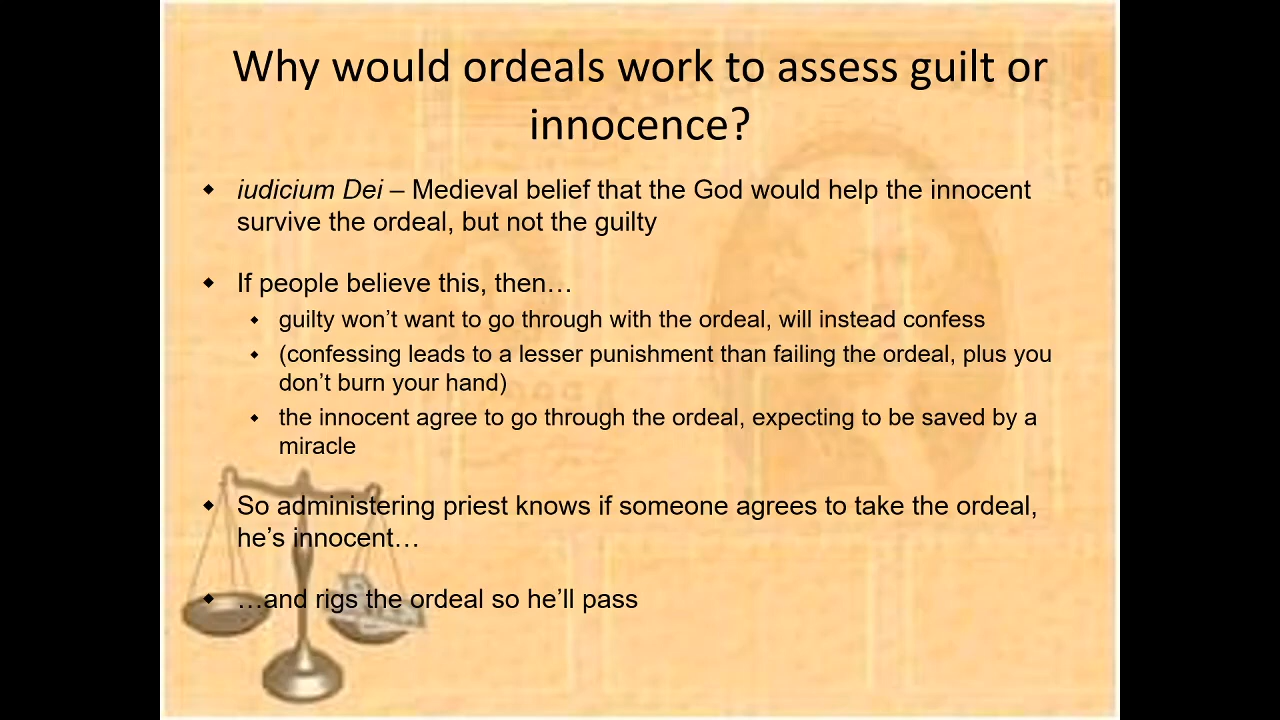 Why would ordeals work to assess guilt or
innocence?
iudicium Dei – Medieval belief that the God would help the innocent
survive the ordeal, but not the guilty
If people believe this, then…
guilty won't want to go through with the ordeal, will instead confess
(confessing leads to a lesser punishment than failing the ordeal, plus you
don't burn your hand)
the innocent agree to go through the ordeal, expecting to be saved by a
miracle
So administering priest knows if someone agrees to take the ordeal,
he's innocent…
…and rigs the ordeal so he'll pass